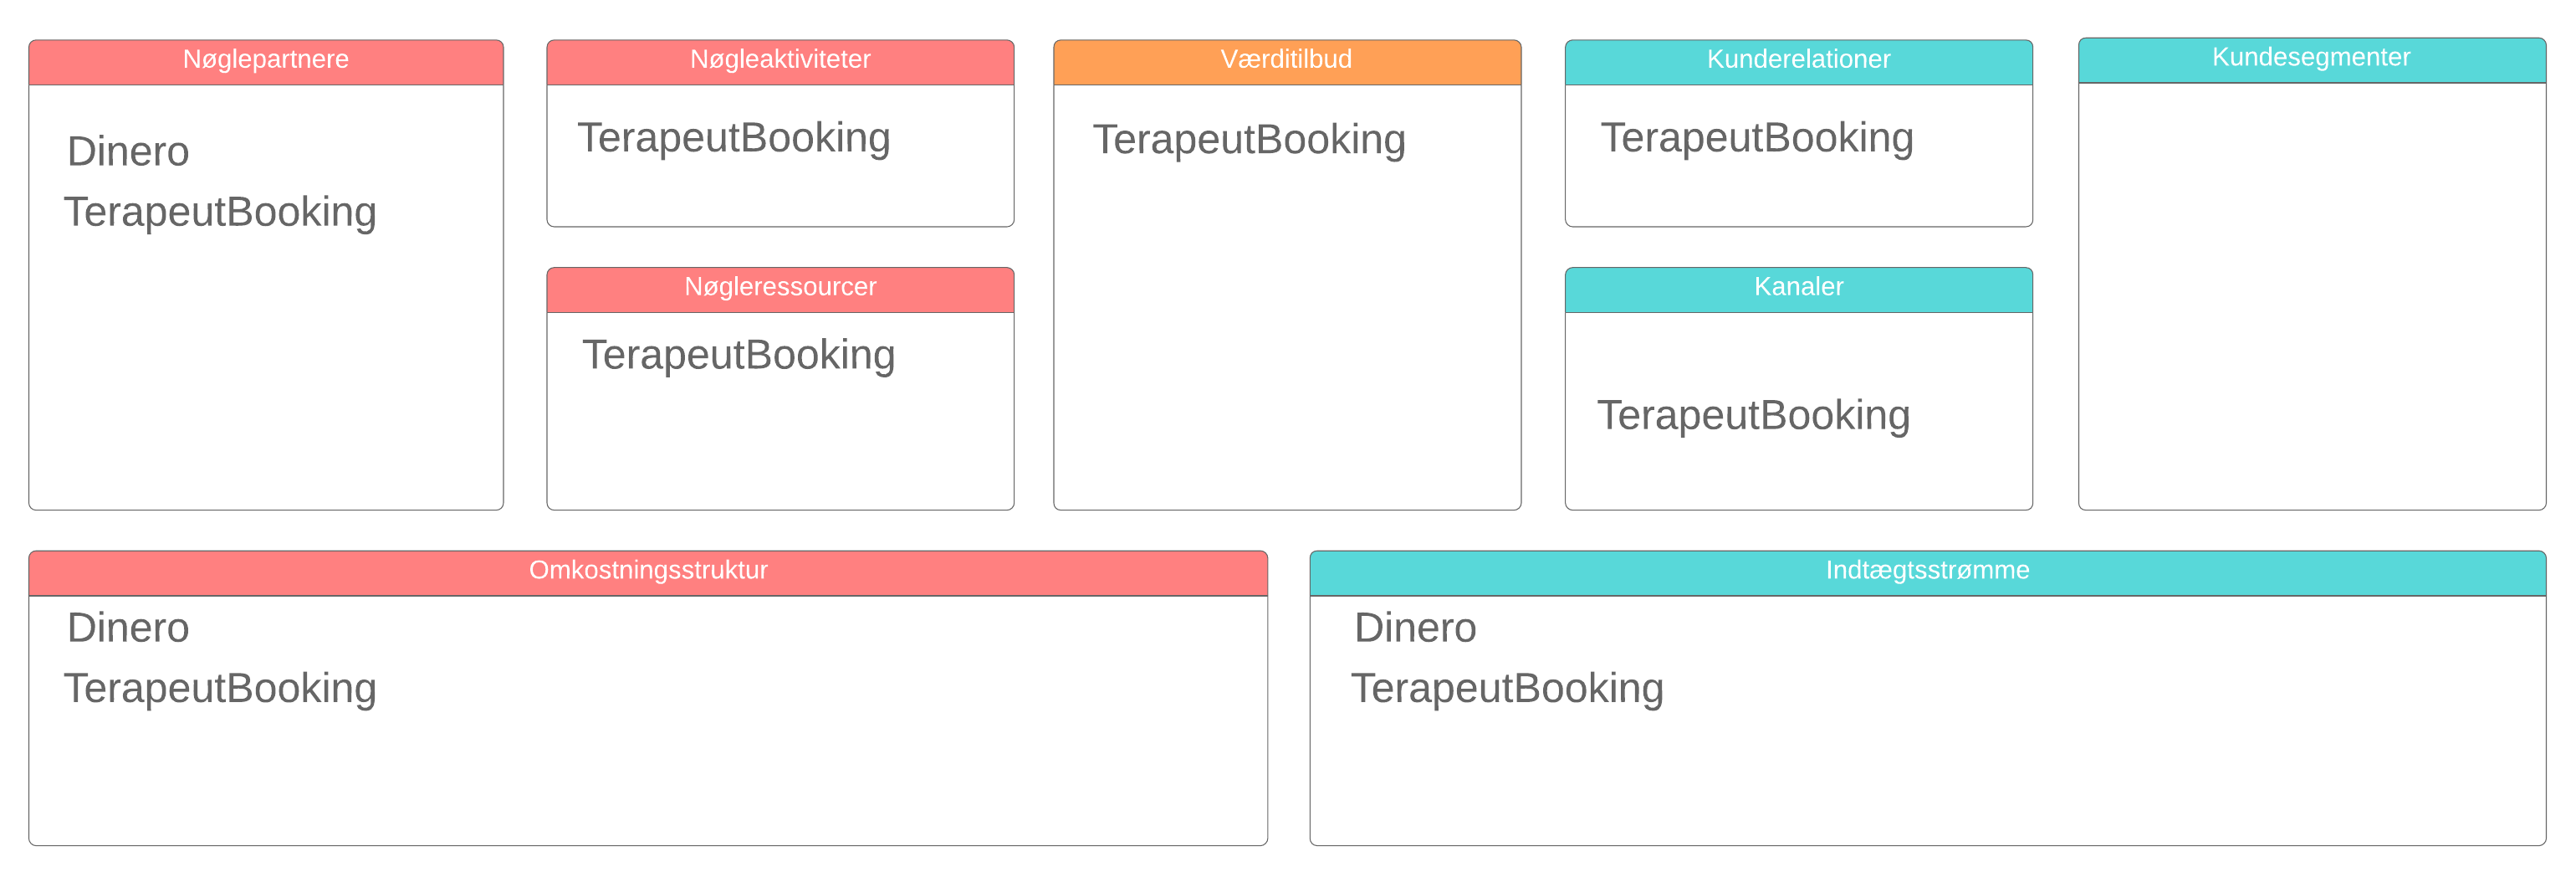 Nøglepartnere
Dinero
TerapeutBooking
Nøgleaktiviteter
TerapeutBooking
Nøgleressourcer
TerapeutBooking
Værditilbud
TerapeutBooking
Kunderelationer
TerapeutBooking
Kanaler
TerapeutBooking
Kundesegmenter
Omkostningsstruktur
Dinero
TerapeutBooking
Indtægtsstrømme
Dinero
TerapeutBooking